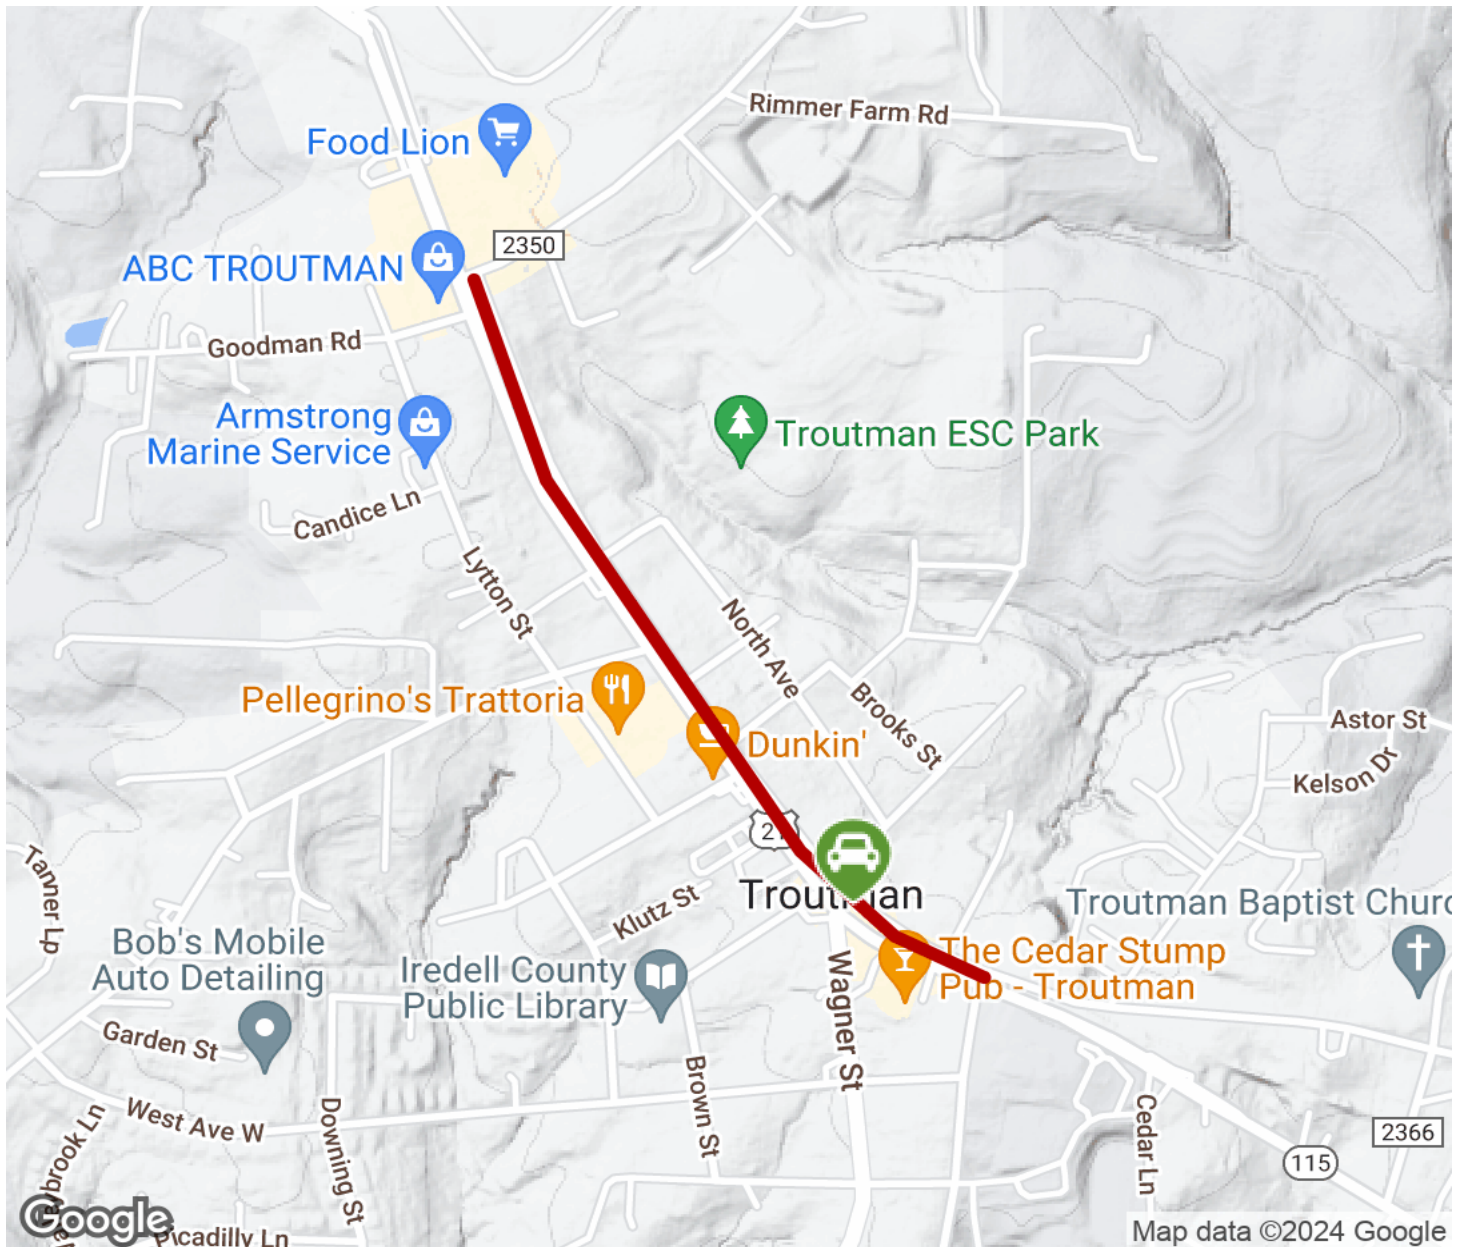 Rimmer Farm Rd
Food Lion
2350
ABC TROUTMAN
Goodman Rd
Armstrong
Marine Service
Troutman ESC Park
Candice Ln
Lytton St
North Ave
Pellegrino's Trattoria
Dunkin'
Brooks St
Astor St
Kelson Dr
Tanner Lp
Troutman
Klutz St
Troutman Baptist Churc
Bob's Mobile
Auto Detailing
Iredell County
Public Library
The Cedar Stump
Pub - Troutman
Wagner St
Garden St
Brown St
West Ave W
Downing St
Cedar Ln
2366
115
Google
Picadilly Ln
Map data ©2024 Google